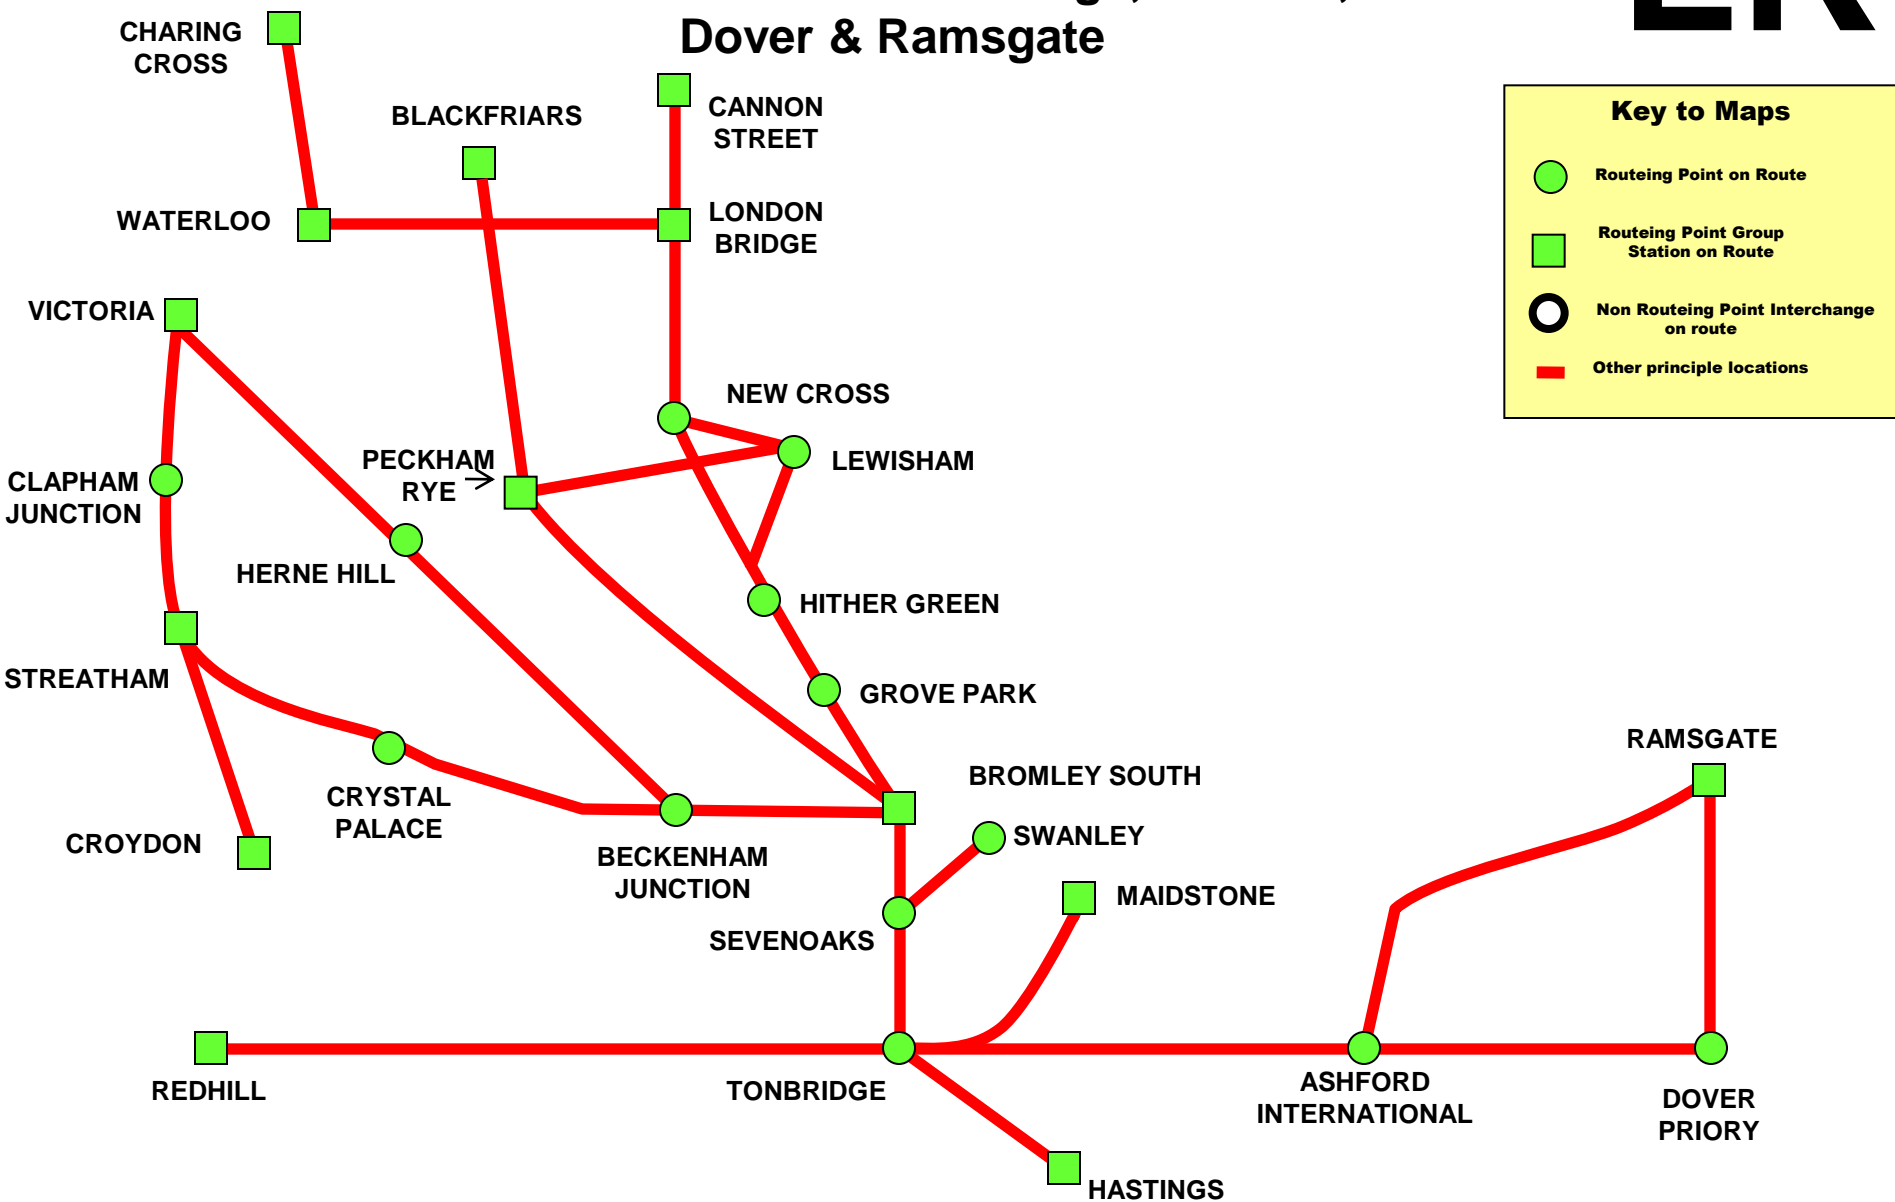 Dover & Ramsgate
CHARING
CROSS
BLACKFRIARS
CANNON
STREET
Key to Maps
Routeing Point on Route
Routeing Point Group
Station on Route
Non Routeing Point Interchange
on route
Other principle locations
WATERLOO
LONDON
BRIDGE
VICTORIA
NEW CROSS
LEWISHAM
PECKHAM
RYE
CLAPHAM
JUNCTION
HERNE HILL
HITHER GREEN
STREATHAM
GROVE PARK
RAMSGATE
BROMLEY SOUTH
CRYSTAL
PALACE
CROYDON
SWANLEY
BECKENHAM
JUNCTION
MAIDSTONE
SEVENOAKS
REDHILL
TONBRIDGE
ASHFORD
INTERNATIONAL
DOVER
PRIORY
HASTINGS